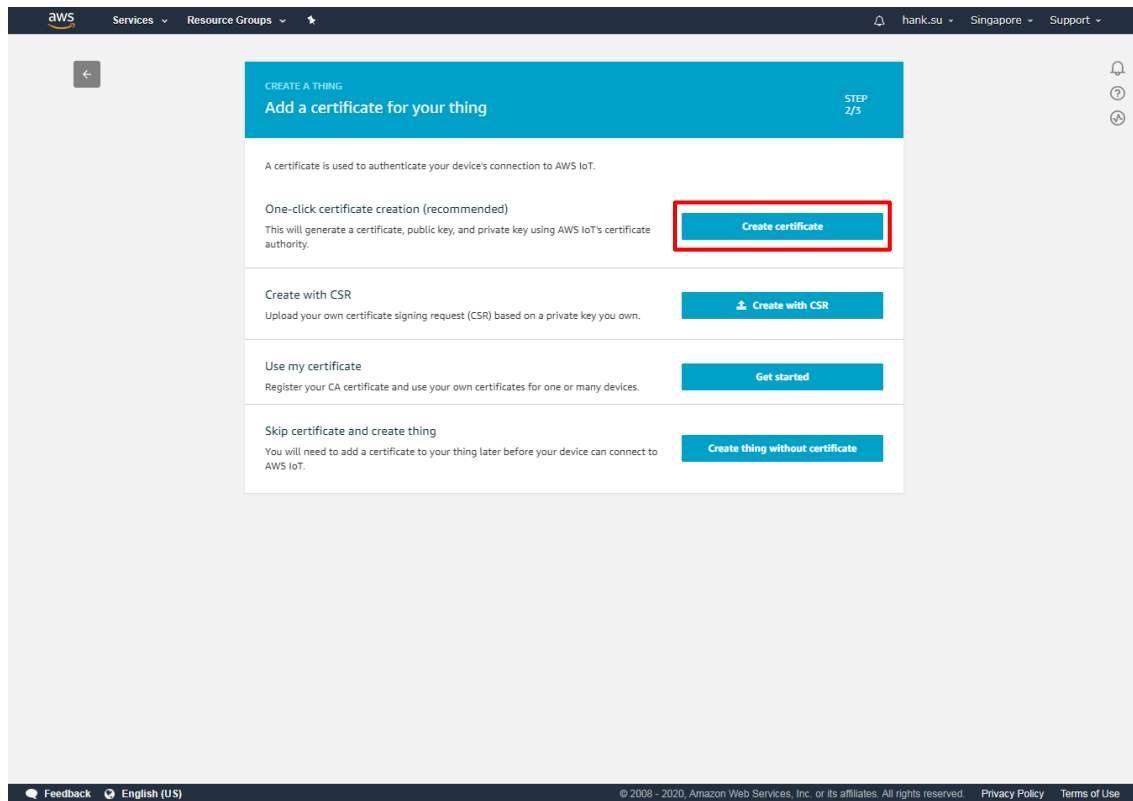 aws Services Resource Groups hank.su Singapore Support
CREATE A THING
Add a certificate for your thing
STEP
2/3
A certificate is used to authenticate your device's connection to AWS IoT.
One-click certificate creation (recommended)
This will generate a certificate, public key, and private key using AWS IoT's certificate
authority.
Create certificate
Create with CSR
Upload your own certificate signing request (CSR) based on a private key you own.
Create with CSR
Use my certificate
Register your CA certificate and use your own certificates for one or many devices.
Get started
Skip certificate and create thing
You will need to add a certificate to your thing later before your device can connect to
AWS IoT.
Create thing without certificate
Feedback English (US) © 2008 - 2020, Amazon Web Services, Inc. or its affiliates. All rights reserved. Privacy Policy Terms of Use